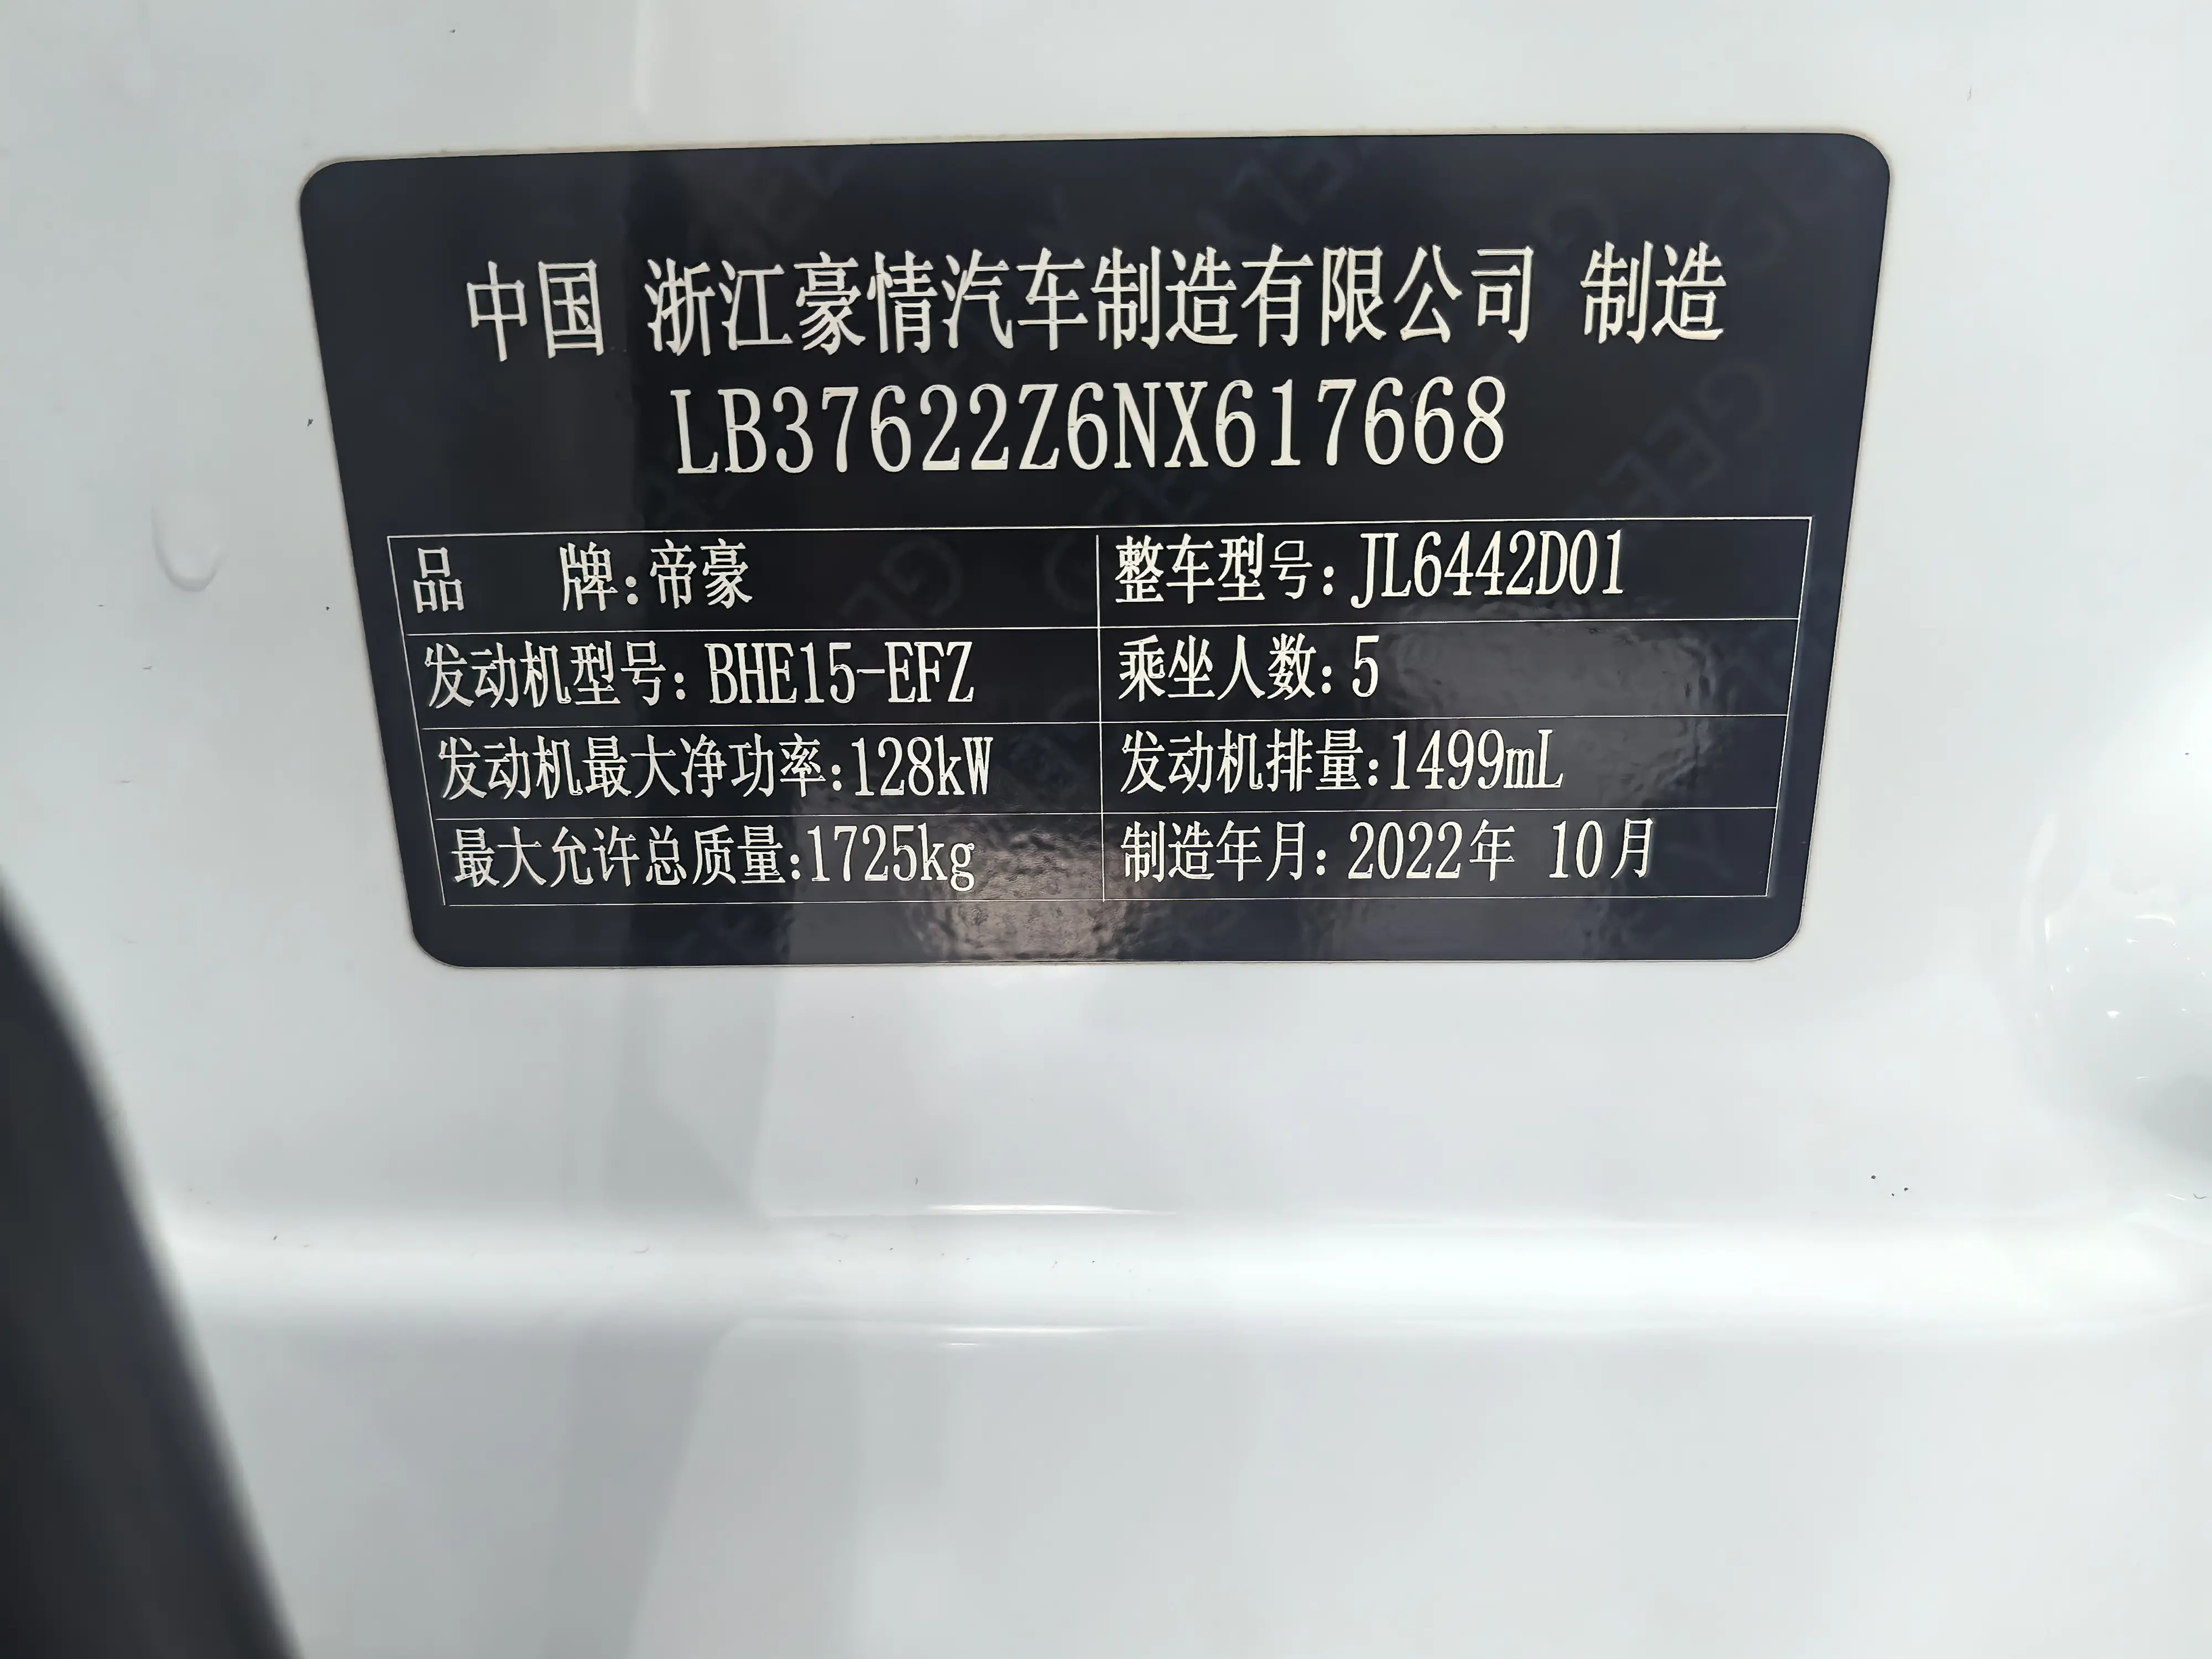 中国 浙江豪情汽车制造有限公司 制造
LB37622Z6NX617668
品 牌:帝豪 整车型号:JL6442D01
发动机型号:BHE15-EFZ 乘坐人数:5
发动机最大净功率:128kW 发动机排量:1499mL
最大允许总质量:1725kg 制造年月:2022年 10月